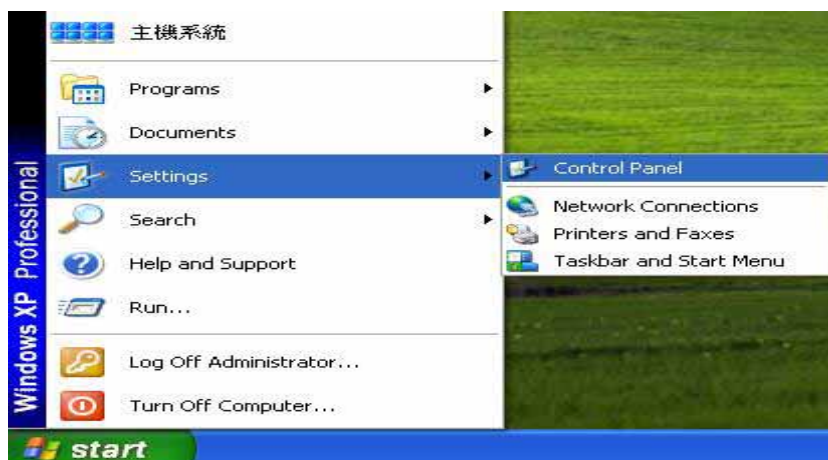 主機系統
Programs
Documents
Settings
Search
Help and Support
Run...
Log Off Administrator...
Turn Off Computer...
Control Panel
Network Connections
Printers and Faxes
Taskbar and Start Menu
Windows XP Professional
start